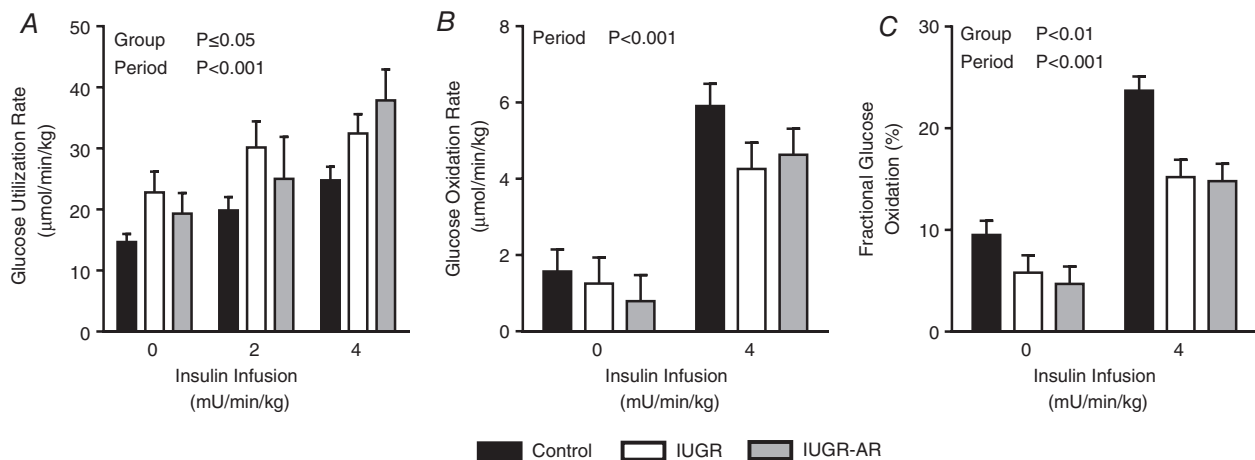 A
Group P≤0.05
Period P<0.001
Glucose Utilization Rate
(μmol/min/kg)
50
40
30
20
10
0
0 2 4
Insulin Infusion
(mU/min/kg)
B
Period P<0.001
Glucose Oxidation Rate
(μmol/min/kg)
8
6
4
2
0
0 4
Insulin Infusion
(mU/min/kg)
C
Group P<0.01
Period P<0.001
Fractional Glucose
Oxidation (%)
30
20
10
0
0 4
Insulin Infusion
(mU/min/kg)
Control IUGR IUGR-AR